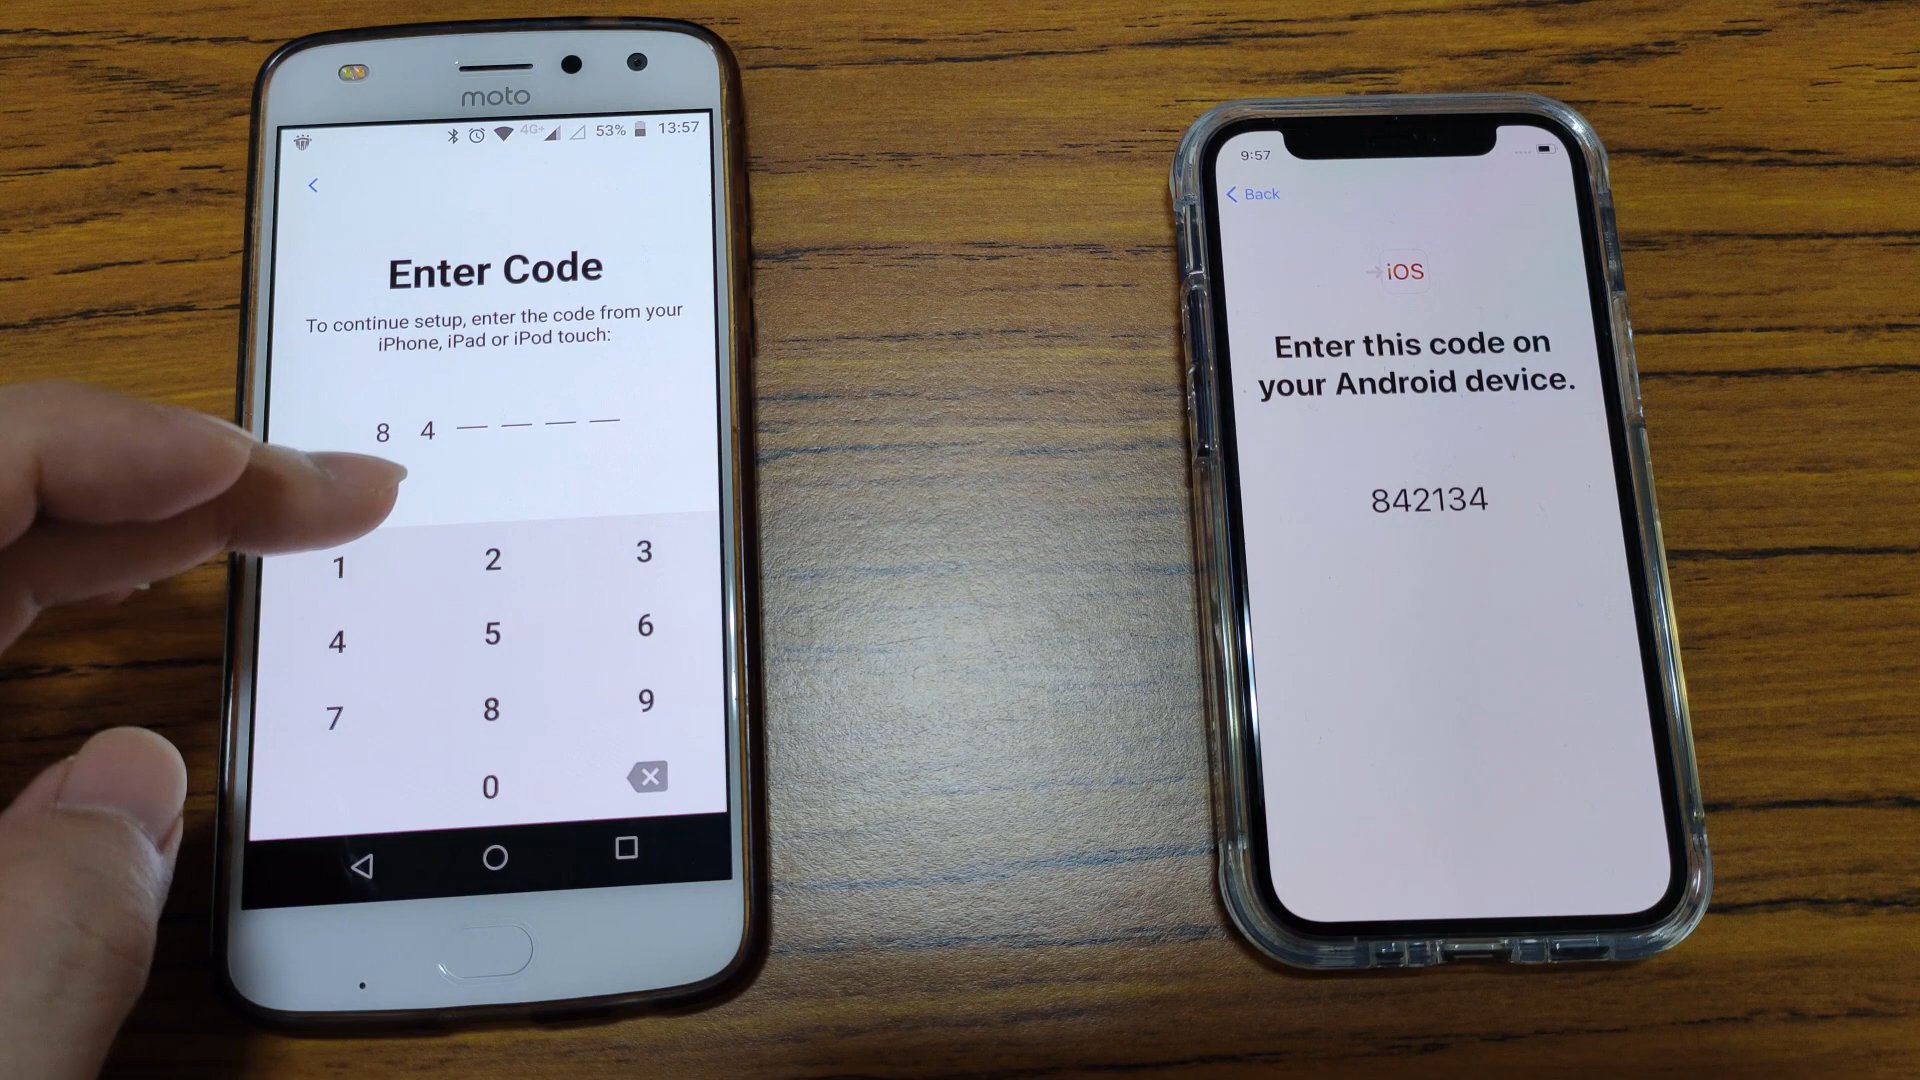 moto
4G+ 53% 13:57
Enter Code
To continue setup, enter the code from your
iPhone, iPad or iPod touch:
8 4
1 2 3
4 5 6
7 8 9
0
9:57
Back
iOS
Enter this code on
your Android device.
842134